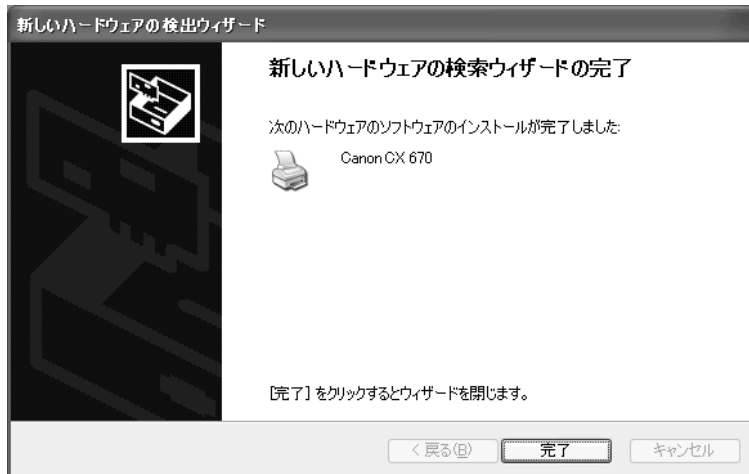 新しいハードウェアの検出ウィザード
新しいハードウェアの検索ウィザードの完了
次のハードウェアのソフトウェアのインストールが完了しました:
Canon CX 670
[完了] をクリックするとウィザードを閉じます。
< 戻る(B)
完了
キャンセル